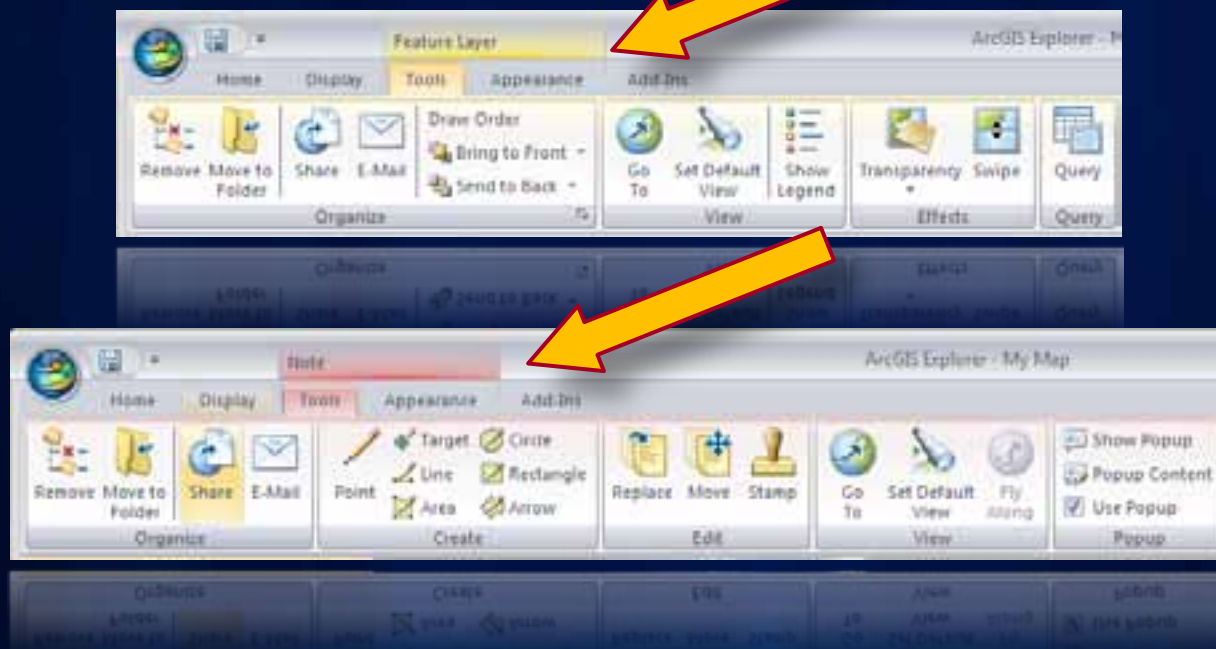 Feature Layer ArcGIS Explorer - M
Home Display Tools Appearance Add-Ins
Remove Move to Folder Share E-Mail
Draw Order
Bring to Front
Send to Back
Go To Set Default View Show Legend
Transparency Swipe
Query
Organize View Effects Query
Note ArcGIS Explorer - My Map
Home Display Tools Appearance Add-Ins
Remove Move to Folder Share E-Mail
Point
Target Circle
Line Rectangle
Area Arrow
Replace Move Stamp
Go To Set Default View Fly Along
Show Popup
Popup Content
Use Popup
Organize Create Edit View Popup